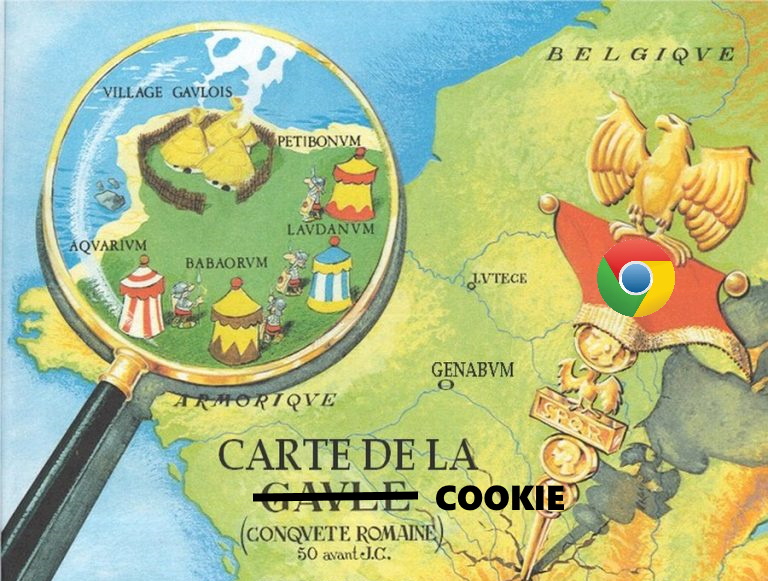 BELGIQVE
VILLAGE GAVLOIS
PETIBONVM
LAVDANVM
AQVARIVM
BABAORVM
LVTECE
GENABVM
ARMORIQVE
SPQR
CARTE DE LA
GAVLE COOKIE
(CONQVETE ROMAINE)
50 avant J.C.